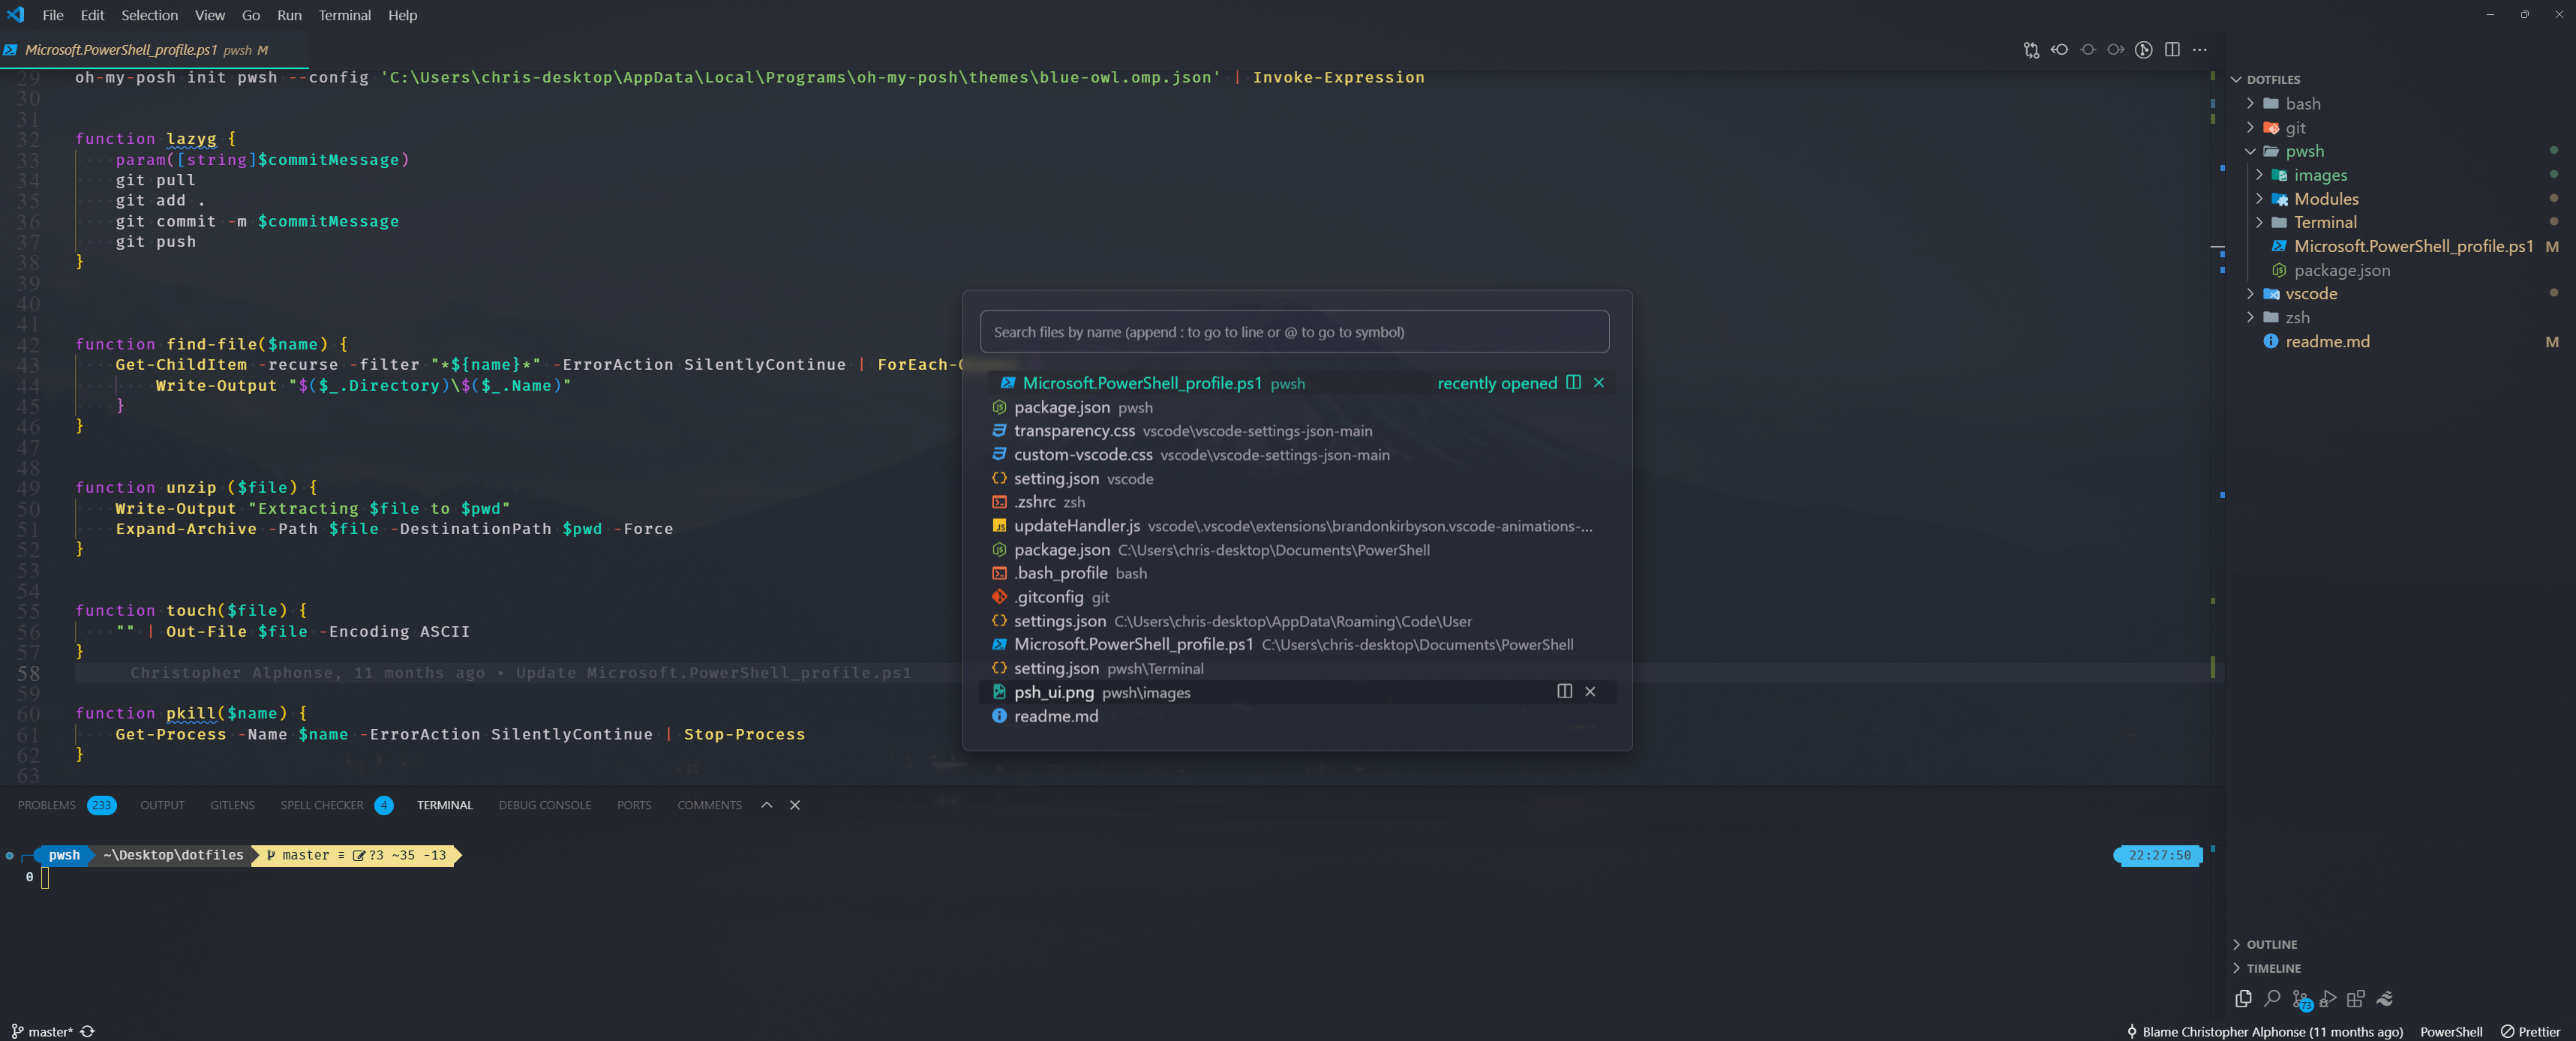 File Edit Selection View Go Run Terminal Help
Microsoft.PowerShell_profile.ps1 pwsh M
29 oh-my-posh init pwsh --config 'C:\Users\chris-desktop\AppData\Local\Programs\oh-my-posh\themes\blue-owl.omp.json' | Invoke-Expression
30
31
32 function lazyg {
33 param([string]$commitMessage)
34 git pull
35 git add .
36 git commit -m $commitMessage
37 git push
38 }
39
40
41
42 function find-file($name) {
43 Get-ChildItem -recurse -filter "*${name}*" -ErrorAction SilentlyContinue | ForEach-
44 Write-Output "$($_.Directory)\$($_.Name)"
45 }
46 }
47
48
49 function unzip ($file) {
50 Write-Output "Extracting $file to $pwd"
51 Expand-Archive -Path $file -DestinationPath $pwd -Force
52 }
53
54
55 function touch($file) {
56 "" | Out-File $file -Encoding ASCII
57 }
58 Christopher Alphonse, 11 months ago • Update Microsoft.PowerShell_profile.ps1
59
60 function pkill($name) {
61 Get-Process -Name $name -ErrorAction SilentlyContinue | Stop-Process
62 }
63
Search files by name (append : to go to line or @ to go to symbol)
Microsoft.PowerShell_profile.ps1 pwsh recently opened
package.json pwsh
transparency.css vscode\vscode-settings-json-main
custom-vscode.css vscode\vscode-settings-json-main
setting.json vscode
.zshrc zsh
updateHandler.js vscode\.vscode\extensions\brandonkirbyson.vscode-animations-...
package.json C:\Users\chris-desktop\Documents\PowerShell
.bash_profile bash
.gitconfig git
settings.json C:\Users\chris-desktop\AppData\Roaming\Code\User
Microsoft.PowerShell_profile.ps1 C:\Users\chris-desktop\Documents\PowerShell
setting.json pwsh\Terminal
psh_ui.png pwsh\images
readme.md
DOTFILES
bash
git
pwsh
images
Modules
Terminal
Microsoft.PowerShell_profile.ps1 M
package.json
vscode
zsh
readme.md M
PROBLEMS 233 OUTPUT GITLENS SPELL CHECKER 4 TERMINAL DEBUG CONSOLE PORTS COMMENTS
pwsh ~\Desktop\dotfiles master ≡ ?3 ~35 -13 22:27:50
0
OUTLINE
TIMELINE
73
master* Blame Christopher Alphonse (11 months ago) PowerShell Prettier